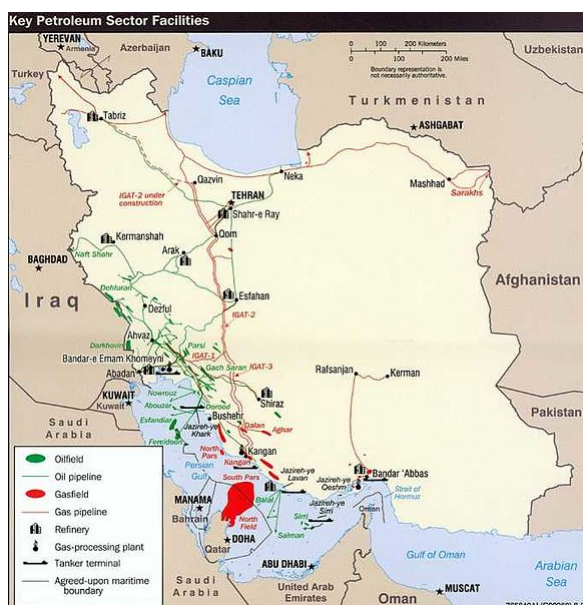 Key Petroleum Sector Facilities
YEREVAN
Armenia
Azerbaijan
BAKU
0 100 200 Kilometers
0 100 200 Miles
Boundary representation is
not necessarily authoritative.
Uzbekistan
Turkey
Caspian
Sea
Turkmenistan
ASHGABAT
Tabriz
Qazvin
Neka
Mashhad
Sarakhs
IGAT-2 under
construction
TEHRAN
Shahr-e Ray
Qom
Kermanshah
Arak
BAGHDAD
Naft Shehr
Iraq
Afghanistan
Dehluran
Dezful
Esfahan
IGAT-2
Ahvaz
Parsi
Darkhovin
Bandar-e Emam Khomeyni
IGAT-1
IGAT-3
Gach Saran
Abadan
Rafsanjan
Kerman
KUWAIT
Kuwait
Nowrouz
Abouzar
Dorood
Shiraz
Pakistan
Saudi
Arabia
Esfandiar
Bushehr
Jazireh-ye
Khark
Dalan
Aghar
Fereidoon
North
Pars
Kangan
Kangan
Persian
Gulf
South Pars
Jazireh-ye
Lavan
Jazireh-ye
Qeshm
Bandar 'Abbas
Strait of
Hormuz
MANAMA
Bahrain
North
Field
Balal
Sirri
Jazireh-ye
Sirri
Oman
Salman
Qatar
DOHA
Gulf of Oman
Arabian
Sea
ABU DHABI
United Arab
Emirates
Saudi
Arabia
Oman
MUSCAT
Oilfield
Oil pipeline
Gasfield
Gas pipeline
Refinery
Gas-processing plant
Tanker terminal
Agreed-upon maritime
boundary